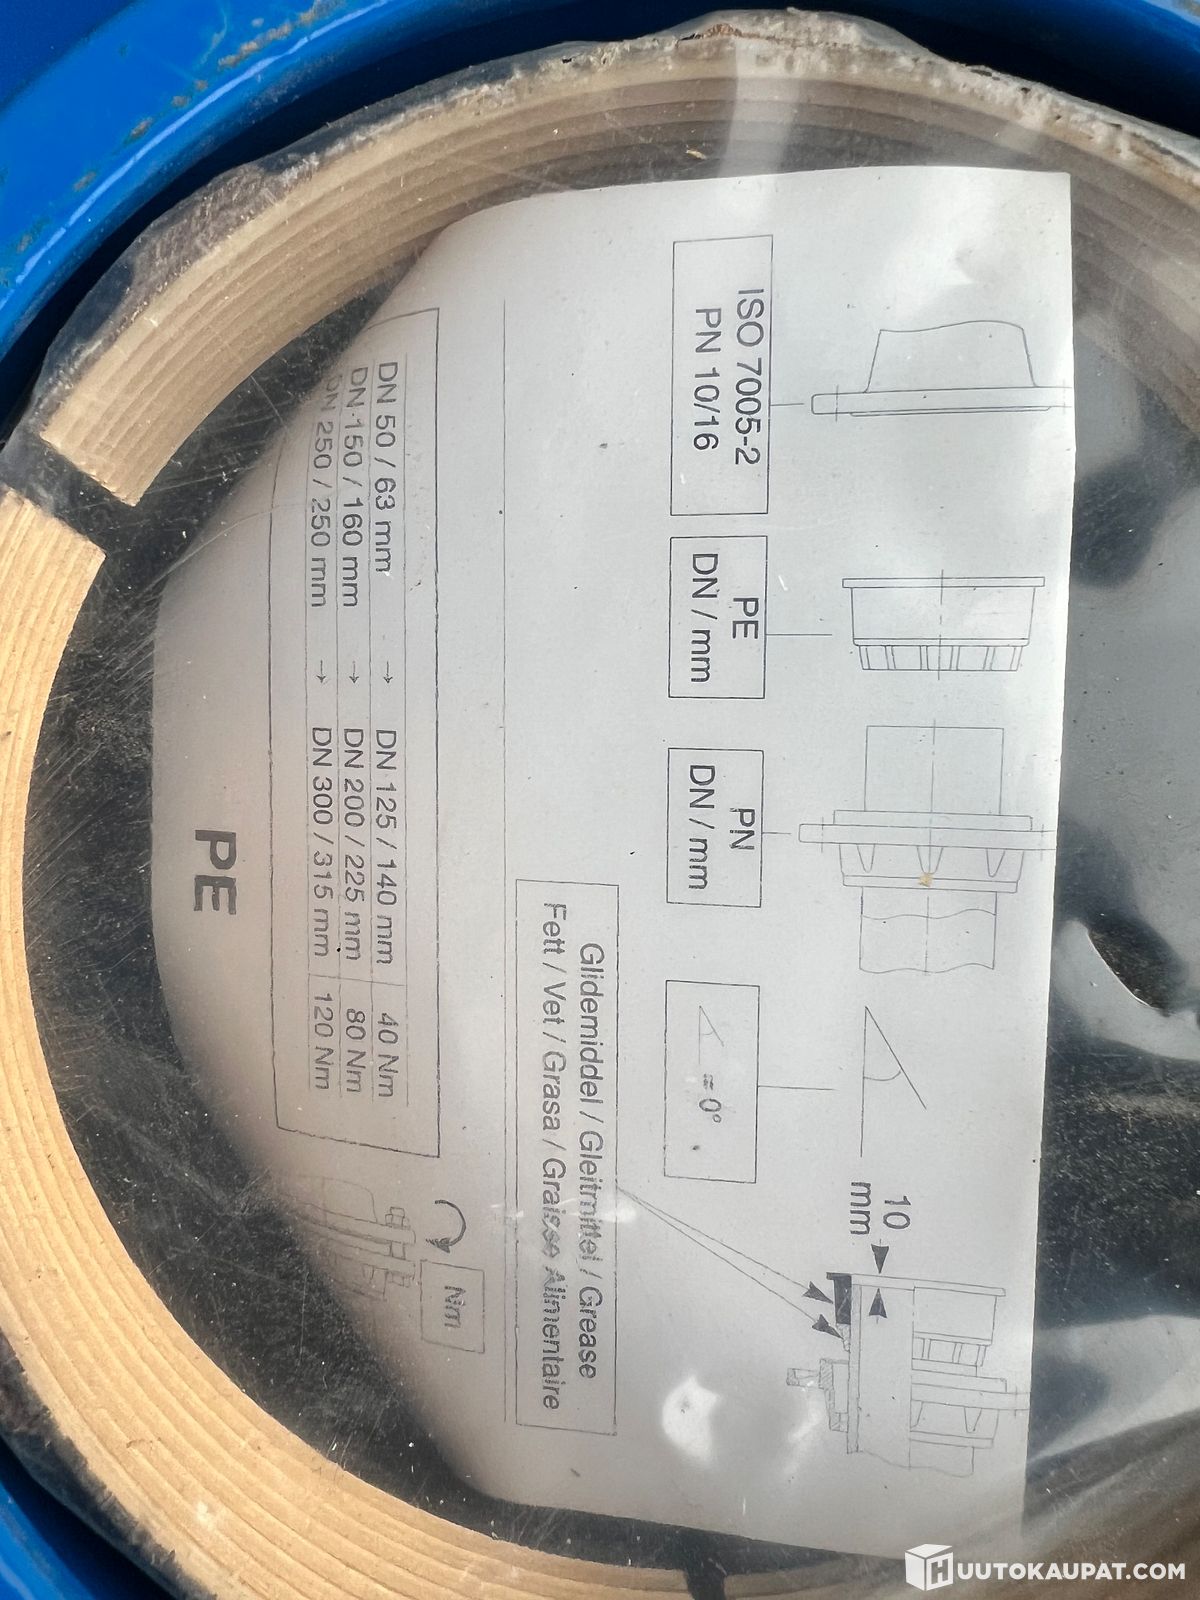 ISO 7005-2
PN 10/16
PE
DN / mm
PN
DN / mm
≈ 0°
10
mm
Glidemiddel / Gleitmittel / Grease
Fett / Vet / Grasa / Graisse Alimentaire
DN 50 / 63 mm → DN 125 / 140 mm 40 Nm
DN 150 / 160 mm → DN 200 / 225 mm 80 Nm
DN 250 / 250 mm → DN 300 / 315 mm 120 Nm
Nm
PE
HUUTOKAUPAT.COM